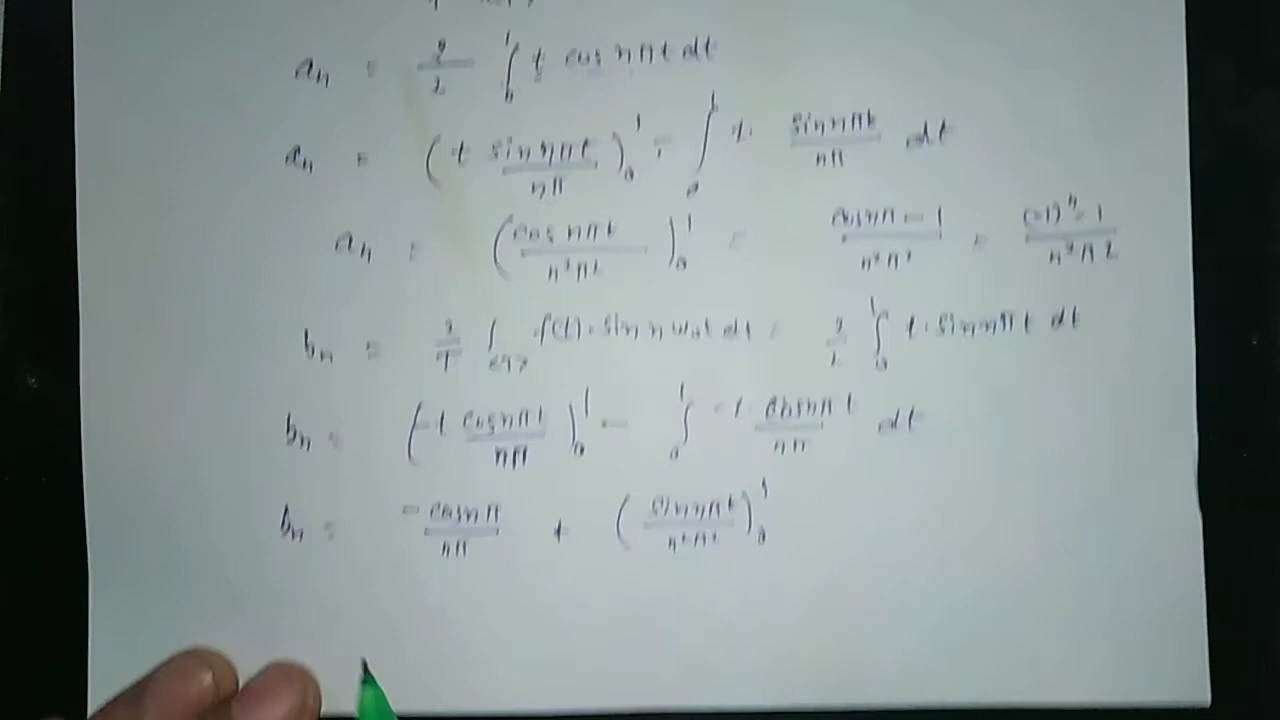 an = 2/2 ∫₀¹ t cos nπt dt
an = (t sin nπt/nπ)₀¹ - ∫₀¹ 1· sin nπt/nπ dt
an = (cos nπt/n²π²)₀¹ = cos nπ - 1/n²π² = (-1)ⁿ - 1/n²π²
bn = 2/T ∫<T> f(t)· sin nω₀t dt = 2/2 ∫₀¹ t· sin nπt dt
bn = (-t cos nπt/nπ)₀¹ - ∫₀¹ -1· cos nπt/nπ dt
bn = -cos nπ/nπ + (sin nπt/n²π²)₀¹